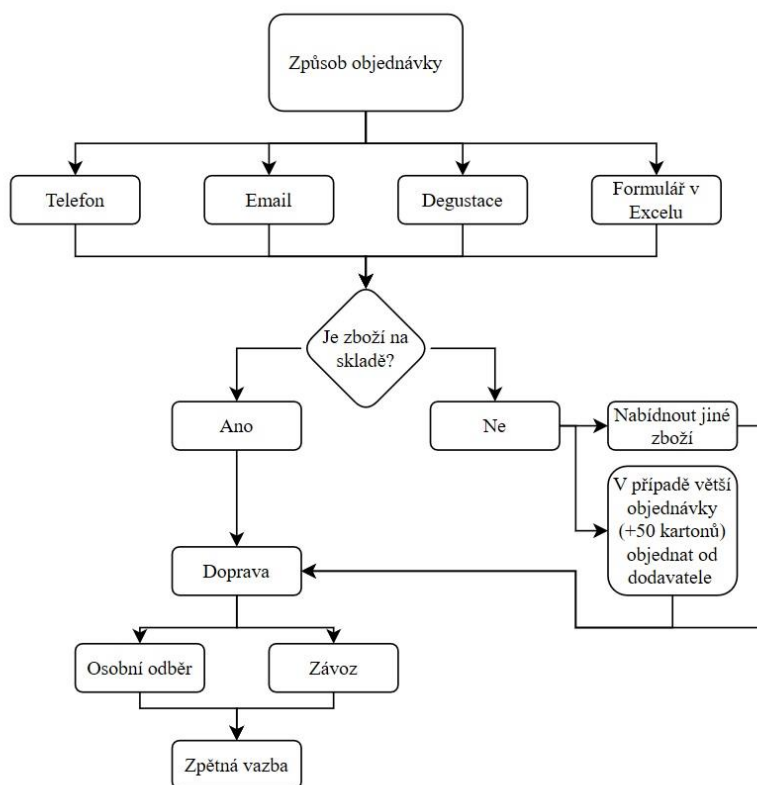 Způsob objednávky
Telefon
Email
Degustace
Formulář v
Excelu
Je zboží na
skladě?
Ano
Ne
Nabídnout jiné
zboží
V případě větší
objednávky
(+50 kartonů)
objednat od
dodavatele
Doprava
Osobní odběr
Závoz
Zpětná vazba